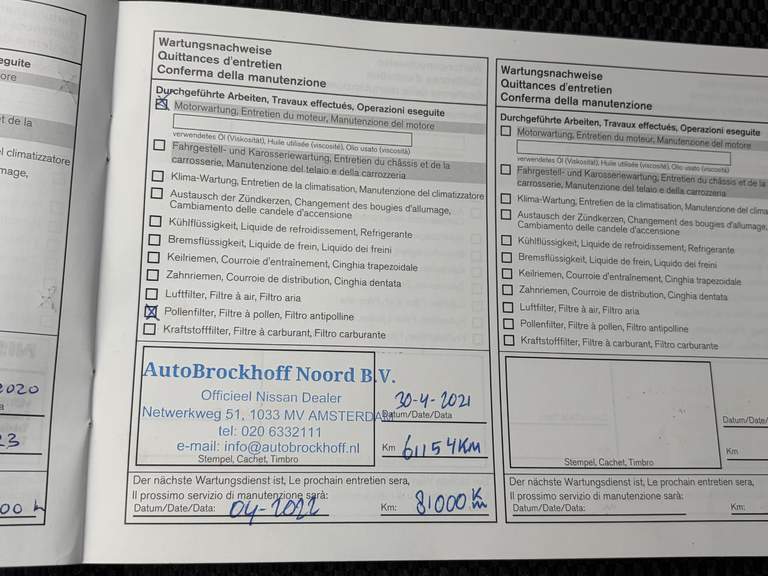 eguite
ore
t de la
l climatizzatore
mage,
2020
a
23
00 k
Wartungsnachweise
Quittances d'entretien
Conferma della manutenzione
Durchgeführte Arbeiten, Travaux effectués, Operazioni eseguite
Motorwartung, Entretien du moteur, Manutenzione del motore
verwendetes Öl (Viskosität), Huile utilisée (viscosité), Olio usato (viscosità)
Fahrgestell- und Karosseriewartung, Entretien du châssis et de la
carrosserie, Manutenzione del telaio e della carrozzeria
Klima-Wartung, Entretien de la climatisation, Manutenzione del climatizzatore
Austausch der Zündkerzen, Changement des bougies d'allumage,
Cambiamento delle candele d'accensione
Kühlflüssigkeit, Liquide de refroidissement, Refrigerante
Bremsflüssigkeit, Liquide de frein, Liquido dei freini
Keilriemen, Courroie d'entraînement, Cinghia trapezoidale
Zahnriemen, Courroie de distribution, Cinghia dentata
Luftfilter, Filtre à air, Filtro aria
Pollenfilter, Filtre à pollen, Filtro antipolline
Kraftstofffilter, Filtre à carburant, Filtro carburante
AutoBrockhoff Noord B.V.
Officieel Nissan Dealer
Netwerkweg 51, 1033 MV AMSTERDAM
tel: 020 6332111
e-mail: info@autobrockhoff.nl
Stempel, Cachet, Timbro
30-4-2021
Datum/Date/Data
Km 61154KM
Der nächste Wartungsdienst ist, Le prochain entretien sera,
Il prossimo servizio di manutenzione sarà:
Datum/Date/Data: 04-2022 Km: 81000 Km
Wartungsnachweise
Quittances d'entretien
Conferma della manutenzione
Durchgeführte Arbeiten, Travaux effectués, Operazioni eseguite
Motorwartung, Entretien du moteur, Manutenzione del motore
verwendetes Öl (Viskosität), Huile utilisée (viscosité), Olio usato (viscosità)
Fahrgestell- und Karosseriewartung, Entretien du châssis et de la
carrosserie, Manutenzione del telaio e della carrozzeria
Klima-Wartung, Entretien de la climatisation, Manutenzione del clima
Austausch der Zündkerzen, Changement des bougies d'allumage,
Cambiamento delle candele d'accensione
Kühlflüssigkeit, Liquide de refroidissement, Refrigerante
Bremsflüssigkeit, Liquide de frein, Liquido dei freini
Keilriemen, Courroie d'entraînement, Cinghia trapezoidale
Zahnriemen, Courroie de distribution, Cinghia dentata
Luftfilter, Filtre à air, Filtro aria
Pollenfilter, Filtre à pollen, Filtro antipolline
Kraftstofffilter, Filtre à carburant, Filtro carburante
Stempel, Cachet, Timbro
Datum/Date/
Km
Der nächste Wartungsdienst ist, Le prochain entretien sera,
Il prossimo servizio di manutenzione sarà:
Datum/Date/Data: Km: